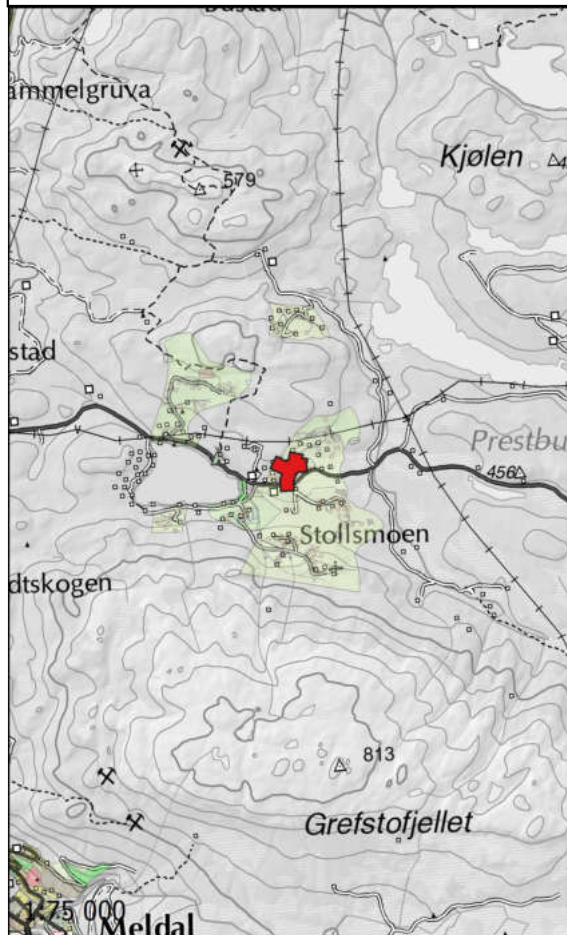 ammelgruva
Kjølen
579
stad
Prestbu
456
Stollsmoen
dtskogen
813
Grefstofjellet
1:75 000
Meldal